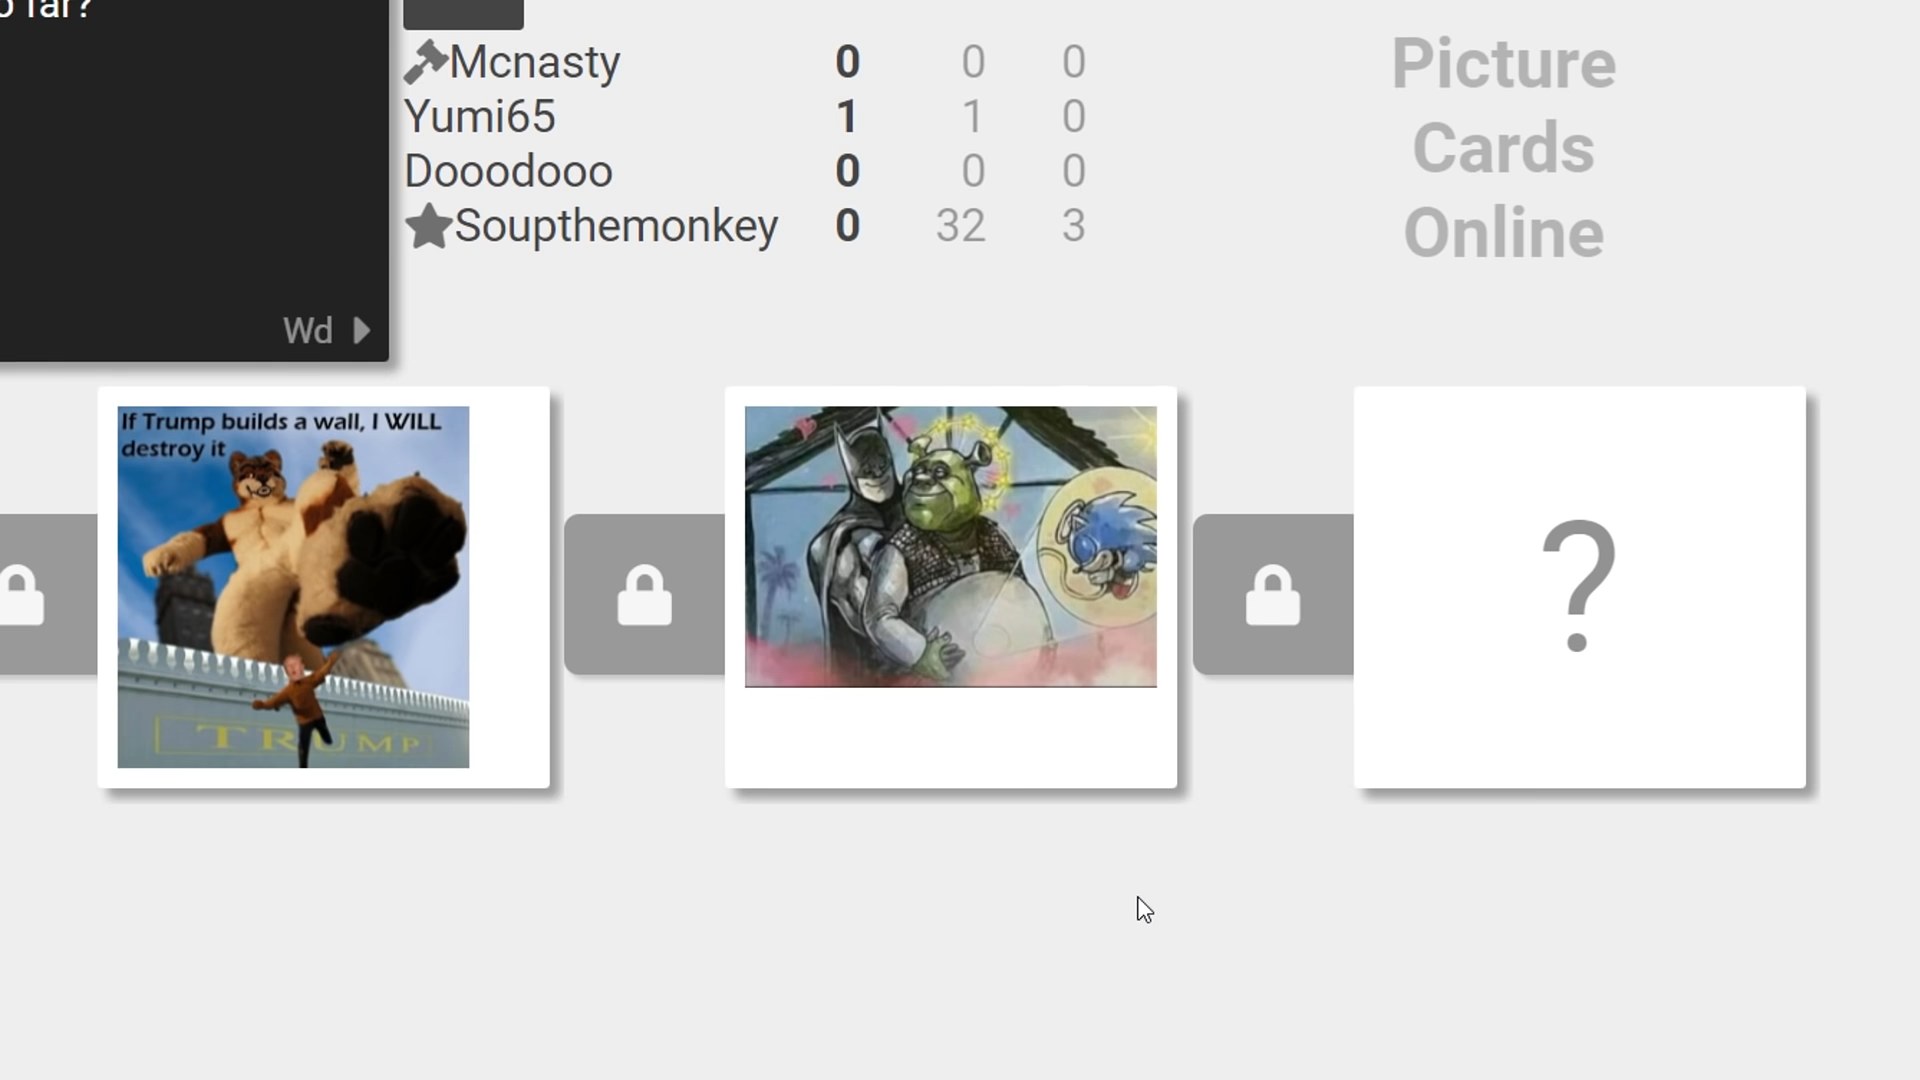 o far?
Mcnasty 0 0 0
Yumi65 1 1 0
Dooodooo 0 0 0
Soupthemonkey 0 32 3
Picture
Cards
Online
Wd
If Trump builds a wall, I WILL
destroy it
TRUMP
?